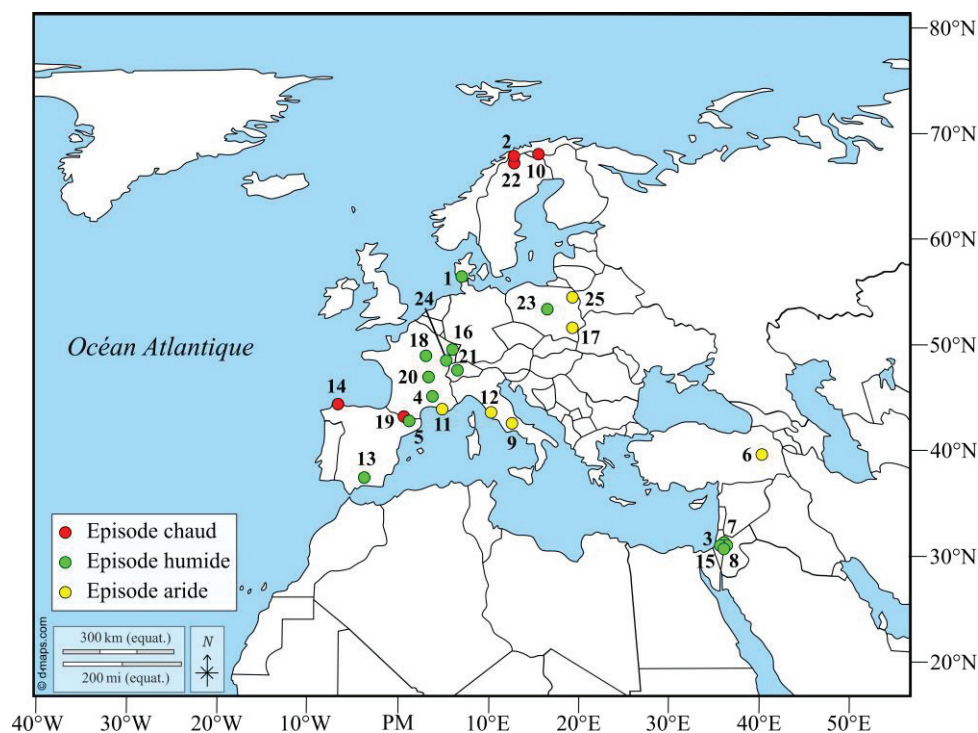 80°N
70°N
60°N
50°N
40°N
30°N
20°N
2
22
10
1
24
23
25
16
17
18
21
Océan Atlantique
20
14
4
12
19
11
5
9
6
13
7
3
15
8
Episode chaud
Episode humide
Episode aride
300 km (equat.)
200 mi (equat.)
N
© d-maps.com
40°W
30°W
20°W
10°W
PM
10°E
20°E
30°E
40°E
50°E